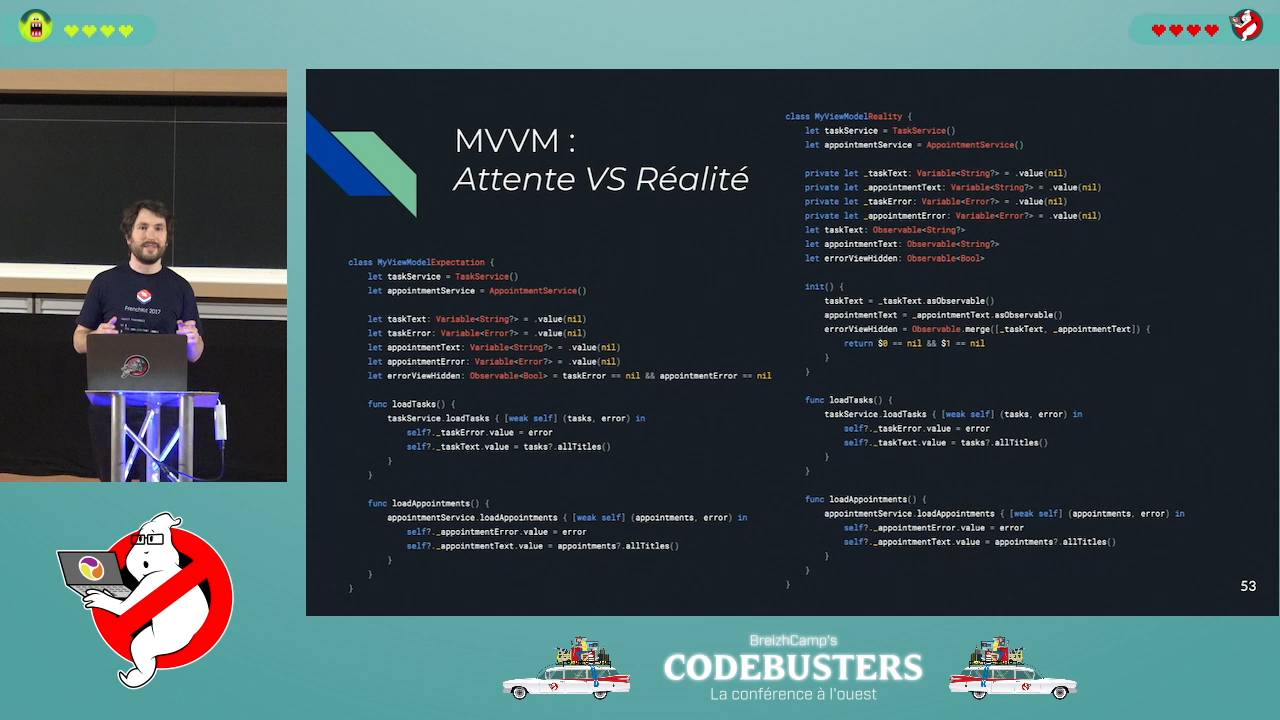 MVVM :
Attente VS Réalité
class MyViewModelExpectation {
let taskService = TaskService()
let appointmentService = AppointmentService()
let taskText: Variable<String?> = .value(nil)
let taskError: Variable<Error?> = .value(nil)
let appointmentText: Variable<String?> = .value(nil)
let appointmentError: Variable<Error?> = .value(nil)
let errorViewHidden: Observable<Bool> = taskError == nil && appointmentError == nil
func loadTasks() {
taskService.loadTasks { [weak self] (tasks, error) in
self?._taskError.value = error
self?._taskText.value = tasks?.allTitles()
}
}
func loadAppointments() {
appointmentService.loadAppointments { [weak self] (appointments, error) in
self?._appointmentError.value = error
self?._appointmentText.value = appointments?.allTitles()
}
}
}
class MyViewModelReality {
let taskService = TaskService()
let appointmentService = AppointmentService()
private let _taskText: Variable<String?> = .value(nil)
private let _appointmentText: Variable<String?> = .value(nil)
private let _taskError: Variable<Error?> = .value(nil)
private let _appointmentError: Variable<Error?> = .value(nil)
let taskText: Observable<String?>
let appointmentText: Observable<String?>
let errorViewHidden: Observable<Bool>
init() {
taskText = _taskText.asObservable()
appointmentText = _appointmentText.asObservable()
errorViewHidden = Observable.merge([_taskText, _appointmentText]) {
return $0 == nil && $1 == nil
}
}
func loadTasks() {
taskService.loadTasks { [weak self] (tasks, error) in
self?._taskError.value = error
self?._taskText.value = tasks?.allTitles()
}
}
func loadAppointments() {
appointmentService.loadAppointments { [weak self] (appointments, error) in
self?._appointmentError.value = error
self?._appointmentText.value = appointments?.allTitles()
}
}
}
53
FrenchKit 2017
BreizhCamp's
CODEBUSTERS
La conférence à l'ouest